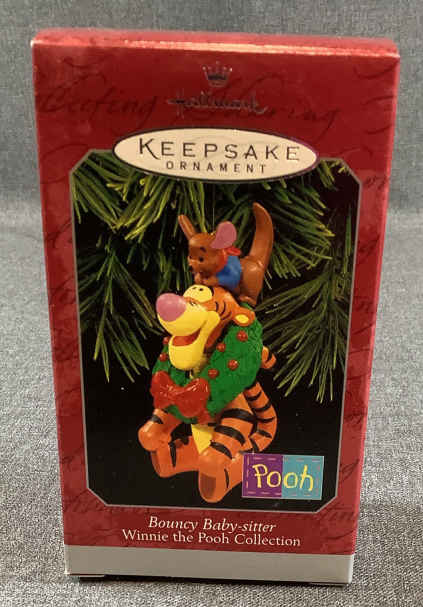 Hallmark
KEEPSAKE
ORNAMENT
Pooh
Bouncy Baby-sitter
Winnie the Pooh Collection